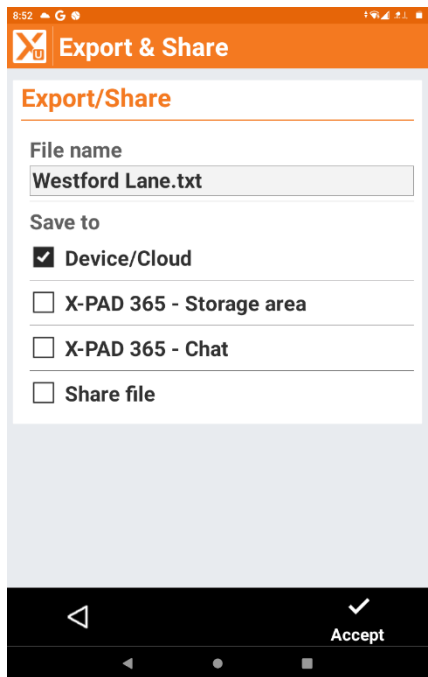 8:52
Export & Share
Export/Share
File name
Westford Lane.txt
Save to
Device/Cloud
X-PAD 365 - Storage area
X-PAD 365 - Chat
Share file
Accept